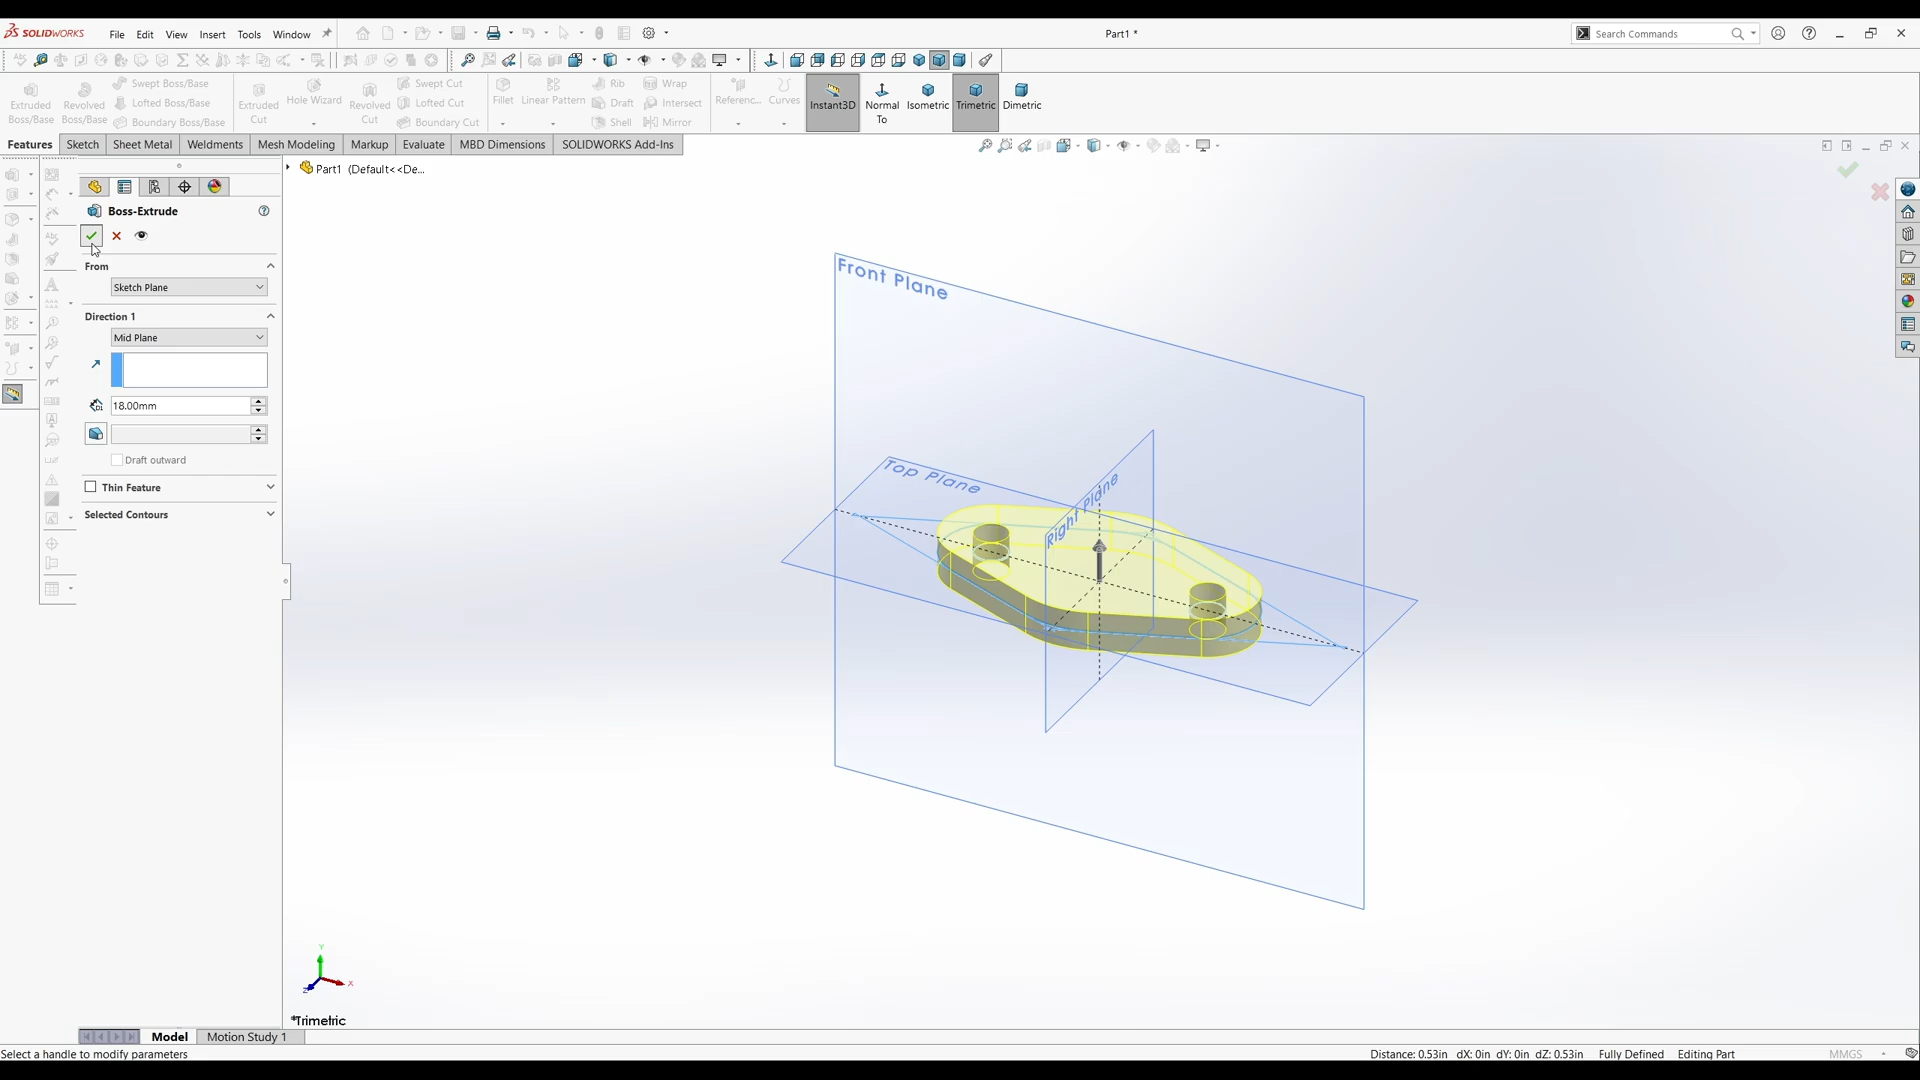 SOLIDWORKS File Edit View Insert Tools Window Part1 * Search Commands
Extruded Boss/Base
Revolved Boss/Base
Swept Boss/Base
Lofted Boss/Base
Boundary Boss/Base
Extruded Cut
Hole Wizard
Revolved Cut
Swept Cut
Lofted Cut
Boundary Cut
Fillet
Linear Pattern
Rib
Draft
Shell
Wrap
Intersect
Mirror
Referenc...
Curves
Instant3D
Normal To
Isometric
Trimetric
Dimetric
Features Sketch Sheet Metal Weldments Mesh Modeling Markup Evaluate MBD Dimensions SOLIDWORKS Add-Ins
Part1 (Default<<De...
Boss-Extrude
From
Sketch Plane
Direction 1
Mid Plane
18.00mm
Draft outward
Thin Feature
Selected Contours
Front Plane
Top Plane
Right Plane
Y
X
Z
*Trimetric
Model Motion Study 1
Select a handle to modify parameters Distance: 0.53in dX: 0in dY: 0in dZ: 0.53in Fully Defined Editing Part MMGS